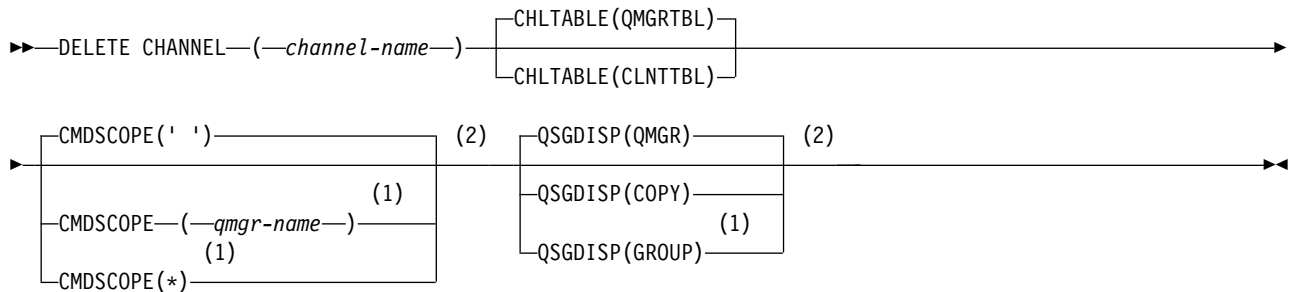 CHLTABLE(QMGRTBL)
DELETE CHANNEL ( channel-name )
CHLTABLE(CLNTTBL)
CMDSCOPE(' ') (2) QSGDISP(QMGR) (2)
(1) QSGDISP(COPY)
CMDSCOPE ( qmgr-name ) (1)
(1) QSGDISP(GROUP)
CMDSCOPE(*)